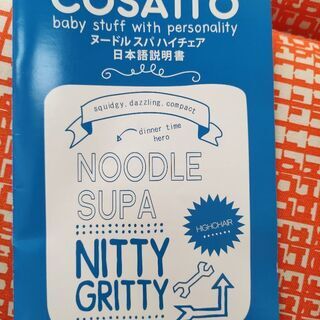 COSATTO
baby stuff with personality
ヌードル スパ ハイチェア
日本語説明書
squidgy, dazzling, compact
dinner time
hero
NOODLE
SUPA
HIGHCHAIR
NITTY
GRITTY